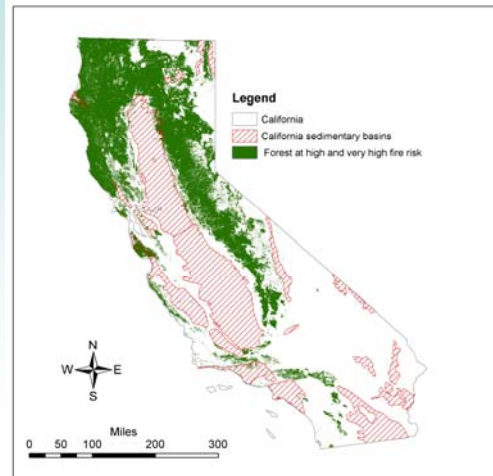 Legend
California
California sedimentary basins
Forest at high and very high fire risk
N
W E
S
Miles
0 50 100 200 300